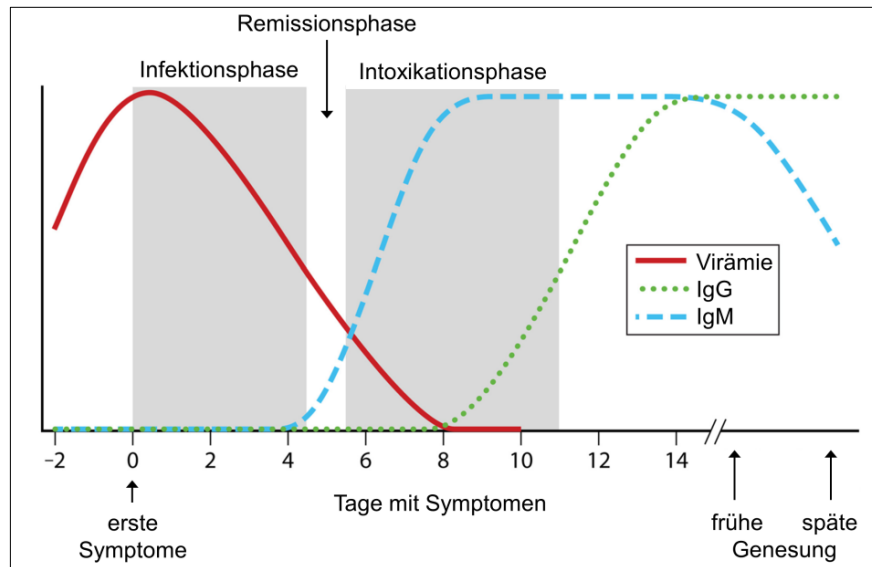 Remissionsphase
Infektionsphase
Intoxikationsphase
Virämie
IgG
IgM
–2 0 2 4 6 8 10 12 14
Tage mit Symptomen
erste
Symptome
frühe späte
Genesung